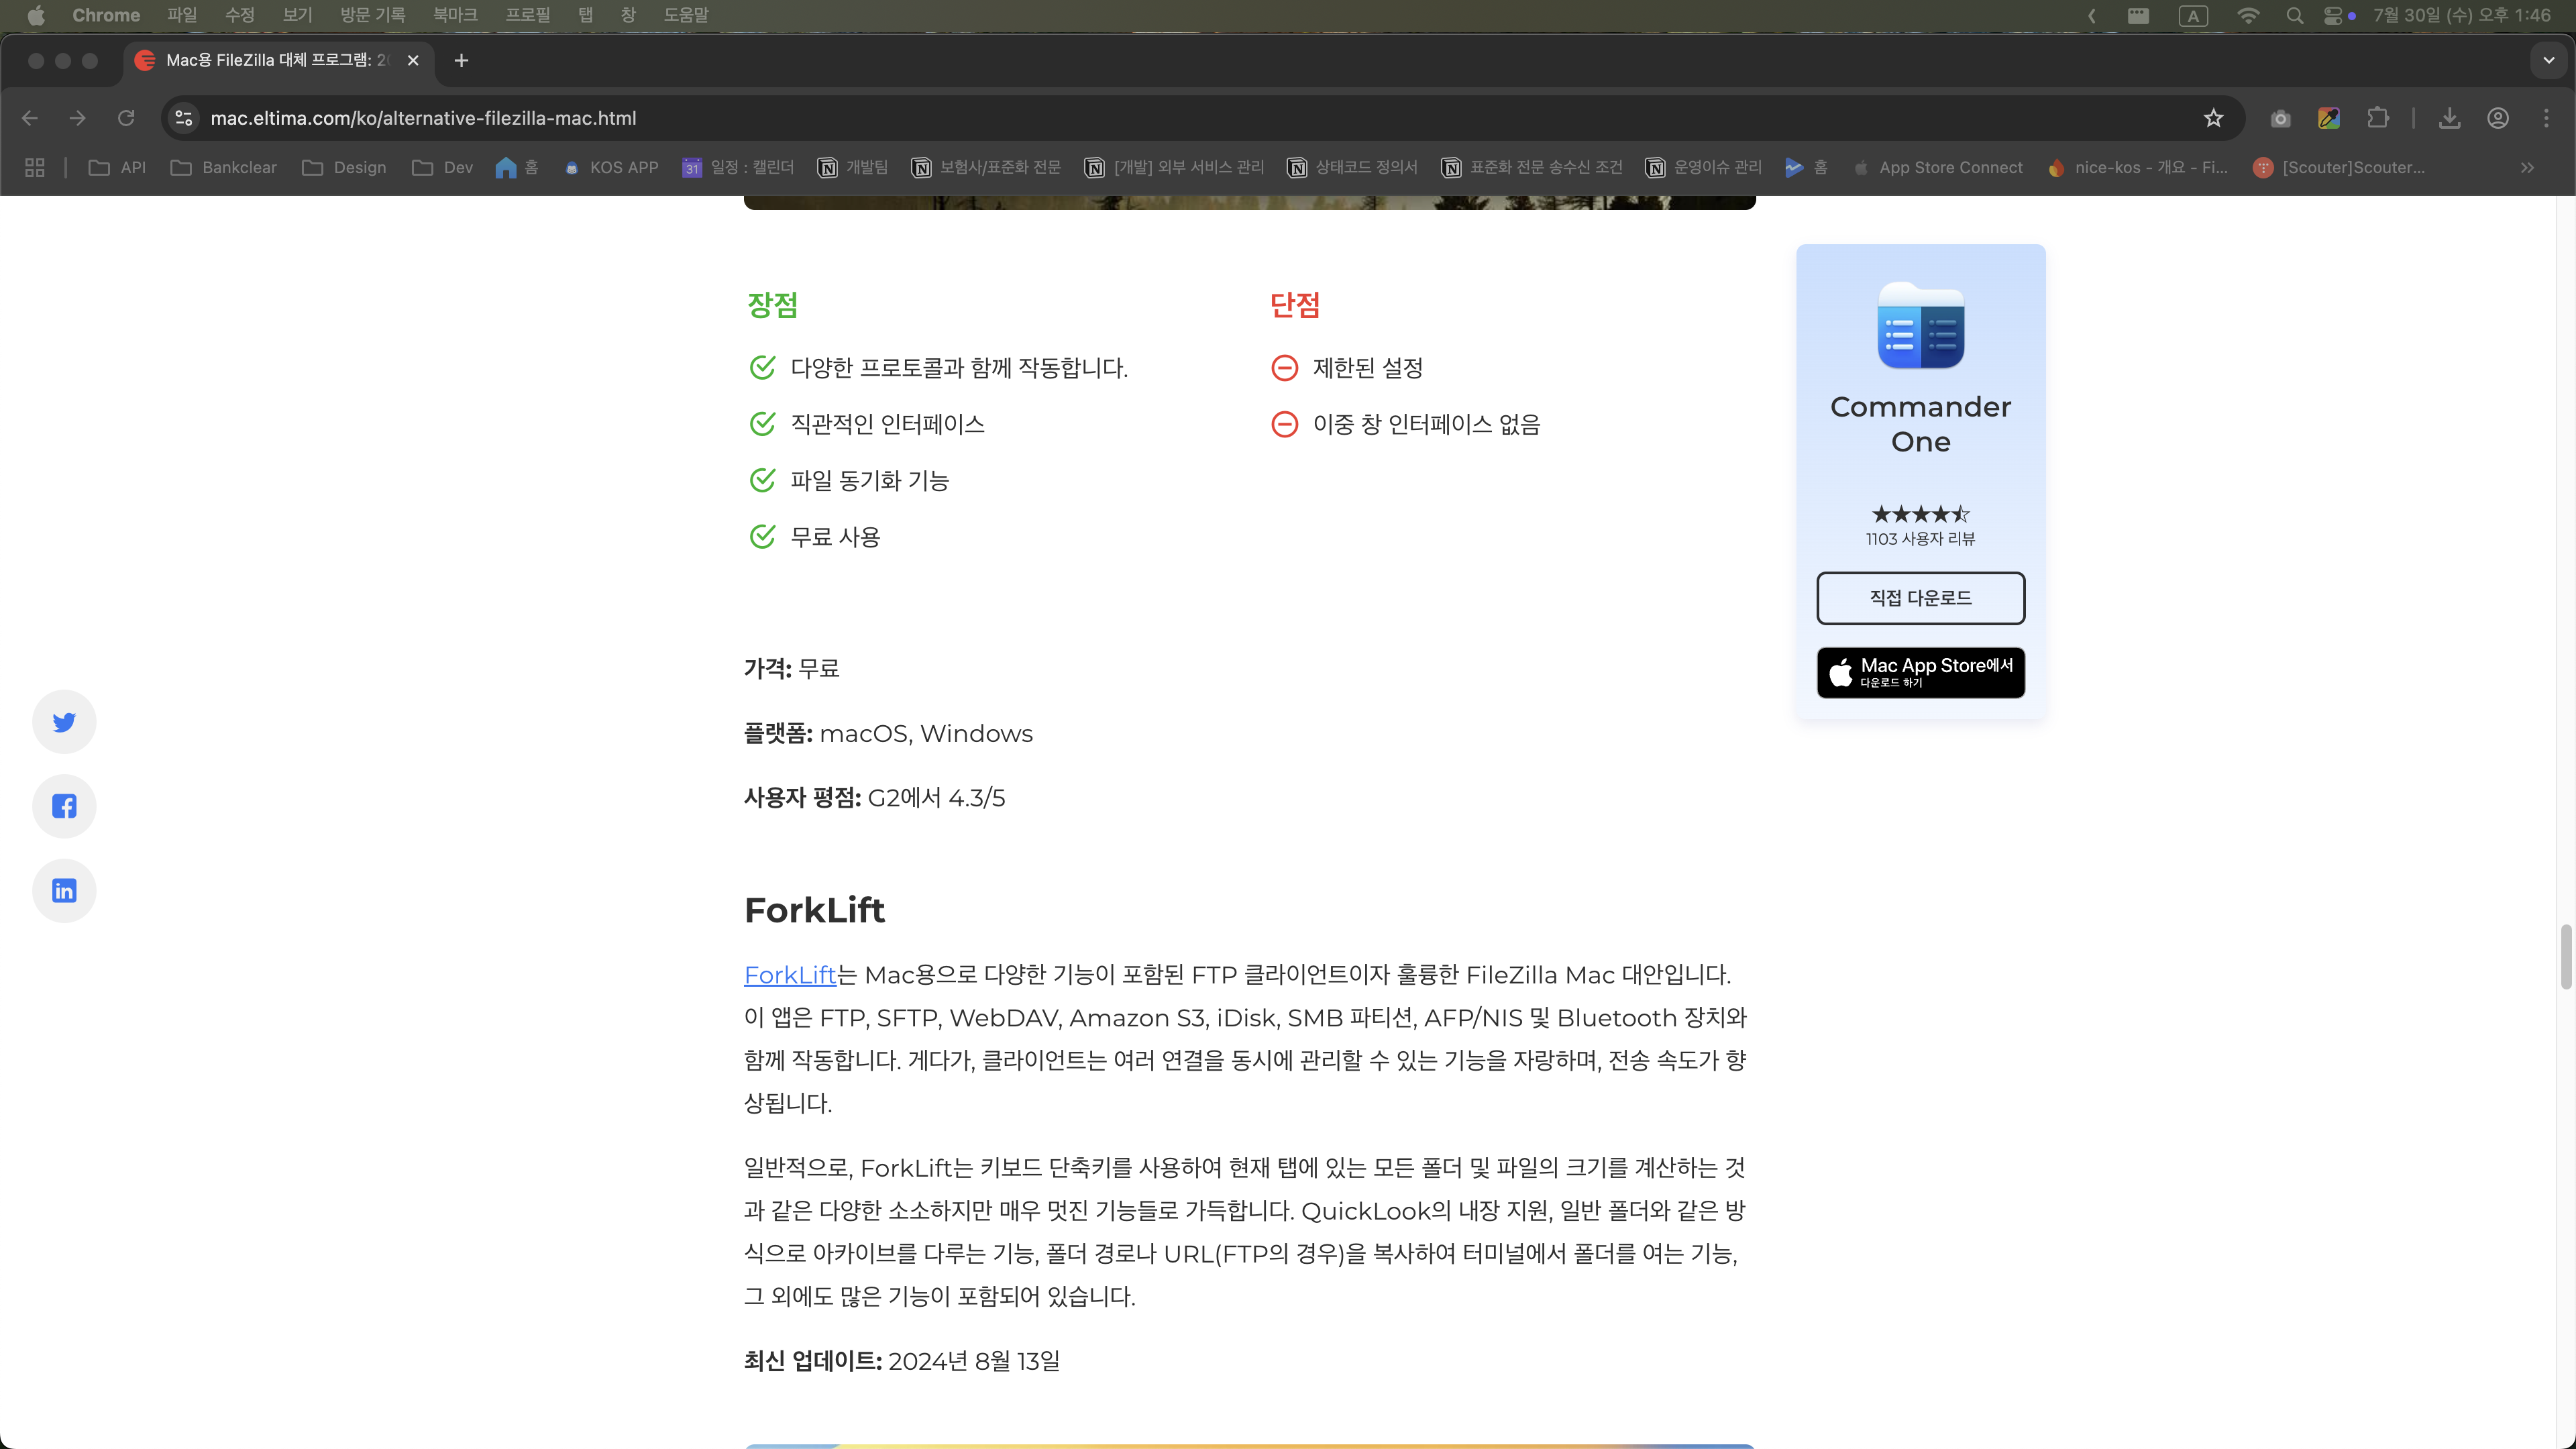 Chrome 파일 수정 보기 방문 기록 북마크 프로필 탭 창 도움말 A 7월 30일 (수) 오후 1:46
Mac용 FileZilla 대체 프로그램:
mac.eltima.com/ko/alternative-filezilla-mac.html
API Bankclear Design Dev 홈 KOS APP 31 일정 : 캘린더 개발팀 보험사/표준화 전문 [개발] 외부 서비스 관리 상태코드 정의서 표준화 전문 송수신 조건 운영이슈 관리 홈 App Store Connect nice-kos - 개요 - Fi... [Scouter]Scouter...
장점
다양한 프로토콜과 함께 작동합니다.
직관적인 인터페이스
파일 동기화 기능
무료 사용
단점
제한된 설정
이중 창 인터페이스 없음
가격: 무료
플랫폼: macOS, Windows
사용자 평점: G2에서 4.3/5
ForkLift
ForkLift는 Mac용으로 다양한 기능이 포함된 FTP 클라이언트이자 훌륭한 FileZilla Mac 대안입니다.
이 앱은 FTP, SFTP, WebDAV, Amazon S3, iDisk, SMB 파티션, AFP/NIS 및 Bluetooth 장치와
함께 작동합니다. 게다가, 클라이언트는 여러 연결을 동시에 관리할 수 있는 기능을 자랑하며, 전송 속도가 향
상됩니다.
일반적으로, ForkLift는 키보드 단축키를 사용하여 현재 탭에 있는 모든 폴더 및 파일의 크기를 계산하는 것
과 같은 다양한 소소하지만 매우 멋진 기능들로 가득합니다. QuickLook의 내장 지원, 일반 폴더와 같은 방
식으로 아카이브를 다루는 기능, 폴더 경로나 URL(FTP의 경우)을 복사하여 터미널에서 폴더를 여는 기능,
그 외에도 많은 기능이 포함되어 있습니다.
최신 업데이트: 2024년 8월 13일
Commander
One
1103 사용자 리뷰
직접 다운로드
Mac App Store에서
다운로드 하기